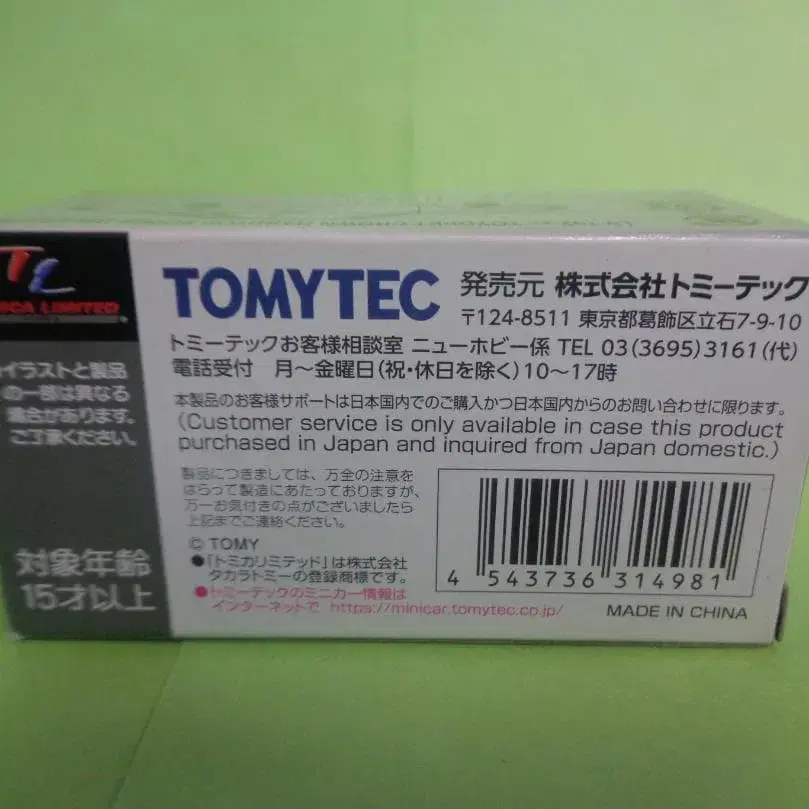 TL
LIMITED
イラストと製品
の一部は異なる
場合があります。
ご了承ください。
対象年齢
15才以上
TOMYTEC
発売元 株式会社トミーテック
〒124-8511 東京都葛飾区立石7-9-10
トミーテックお客様相談室 ニューホビー係 TEL 03(3695)3161(代)
電話受付 月〜金曜日(祝・休日を除く)10〜17時
本製品のお客様サポートは日本国内でのご購入かつ日本国内からのお問い合わせに限ります。
(Customer service is only available in case this product
purchased in Japan and inquired from Japan domestic.)
製品につきましては、万全の注意を
はらって製造にあたっておりますが、
万一お気付きの点がございましたら
上記までご連絡ください。
© TOMY
●「トミカリミテッド」は株式会社
タカラトミーの登録商標です。
●トミーテックのミニカー情報は
インターネットで https://minicar.tomytec.co.jp/
4 543736 314981
MADE IN CHINA